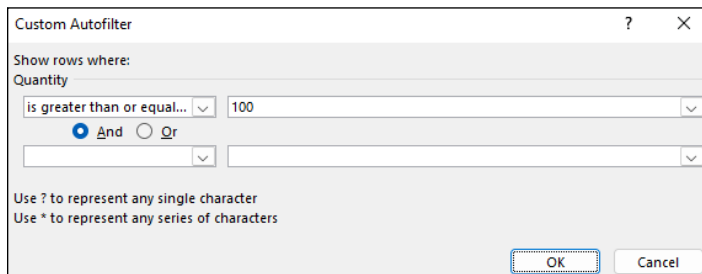 Custom Autofilter ?
Show rows where:
Quantity
is greater than or equal... 100
And Or
Use ? to represent any single character
Use * to represent any series of characters
OK Cancel